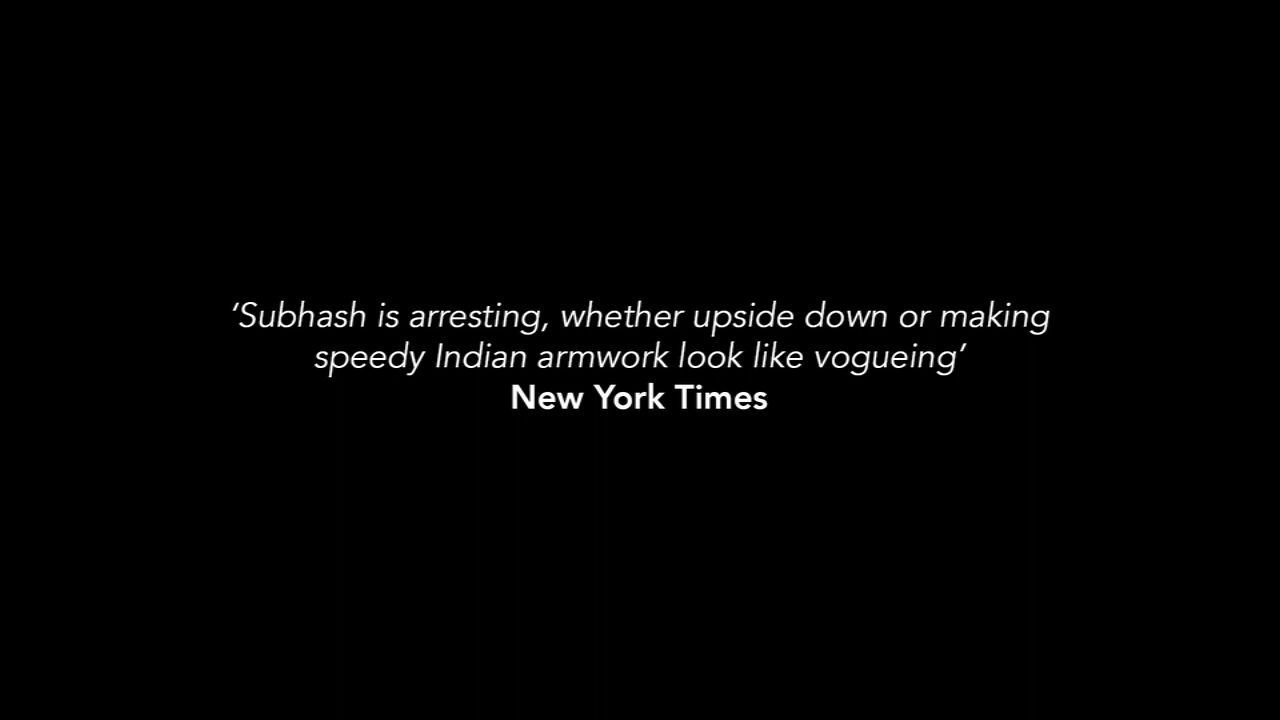 ‘Subhash is arresting, whether upside down or making
speedy Indian armwork look like vogueing’
New York Times